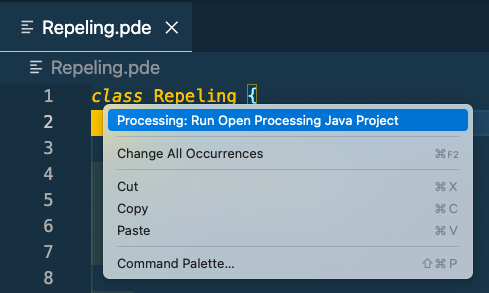 Repeling.pde ×
Repeling.pde
1 class Repeling {
2
3
4
5
6
7
8
Processing: Run Open Processing Java Project
Change All Occurrences ⌘F2
Cut ⌘X
Copy ⌘C
Paste ⌘V
Command Palette... ⇧⌘P